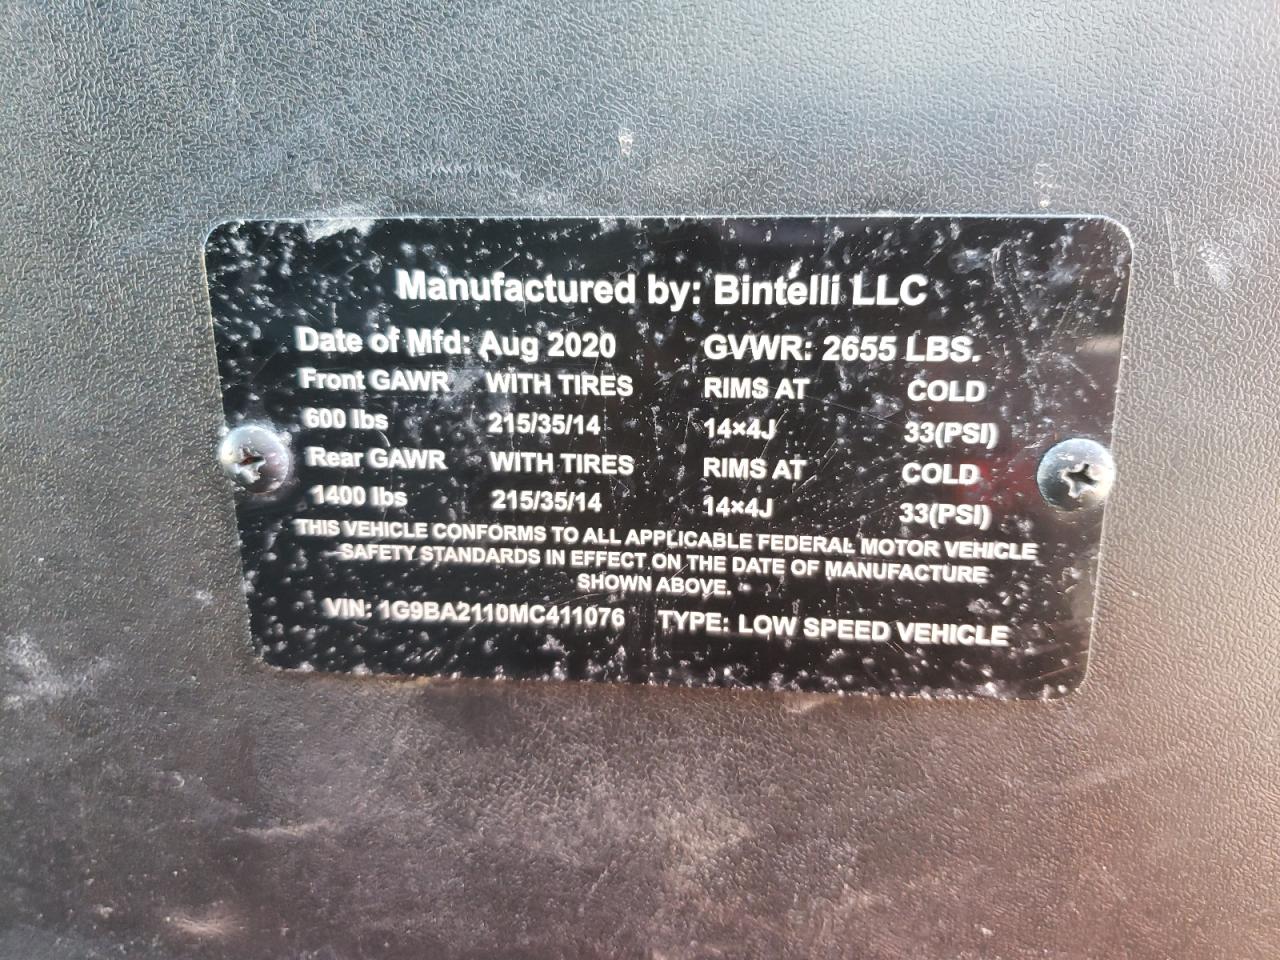 Manufactured by: Bintelli LLC
Date of Mfd: Aug 2020 GVWR: 2655 LBS.
Front GAWR WITH TIRES RIMS AT COLD
600 lbs 215/35/14 14×4J 33(PSI)
Rear GAWR WITH TIRES RIMS AT COLD
1400 lbs 215/35/14 14×4J 33(PSI)
THIS VEHICLE CONFORMS TO ALL APPLICABLE FEDERAL MOTOR VEHICLE
SAFETY STANDARDS IN EFFECT ON THE DATE OF MANUFACTURE
SHOWN ABOVE.
VIN: 1G9BA2110MC411076 TYPE: LOW SPEED VEHICLE